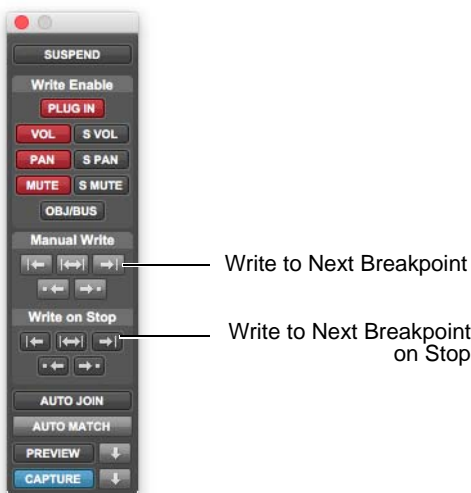 SUSPEND
Write Enable
PLUG IN
VOL S VOL
PAN S PAN
MUTE S MUTE
OBJ/BUS
Manual Write
Write to Next Breakpoint
Write on Stop
Write to Next Breakpoint
on Stop
AUTO JOIN
AUTO MATCH
PREVIEW
CAPTURE